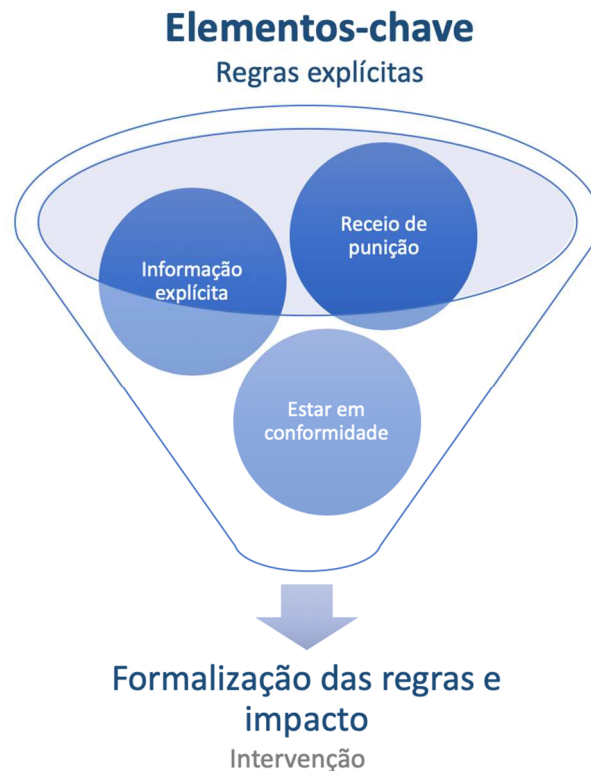 Elementos-chave
Regras explícitas
Receio de
punição
Informação
explícita
Estar em
conformidade
Formalização das regras e
impacto
Intervenção